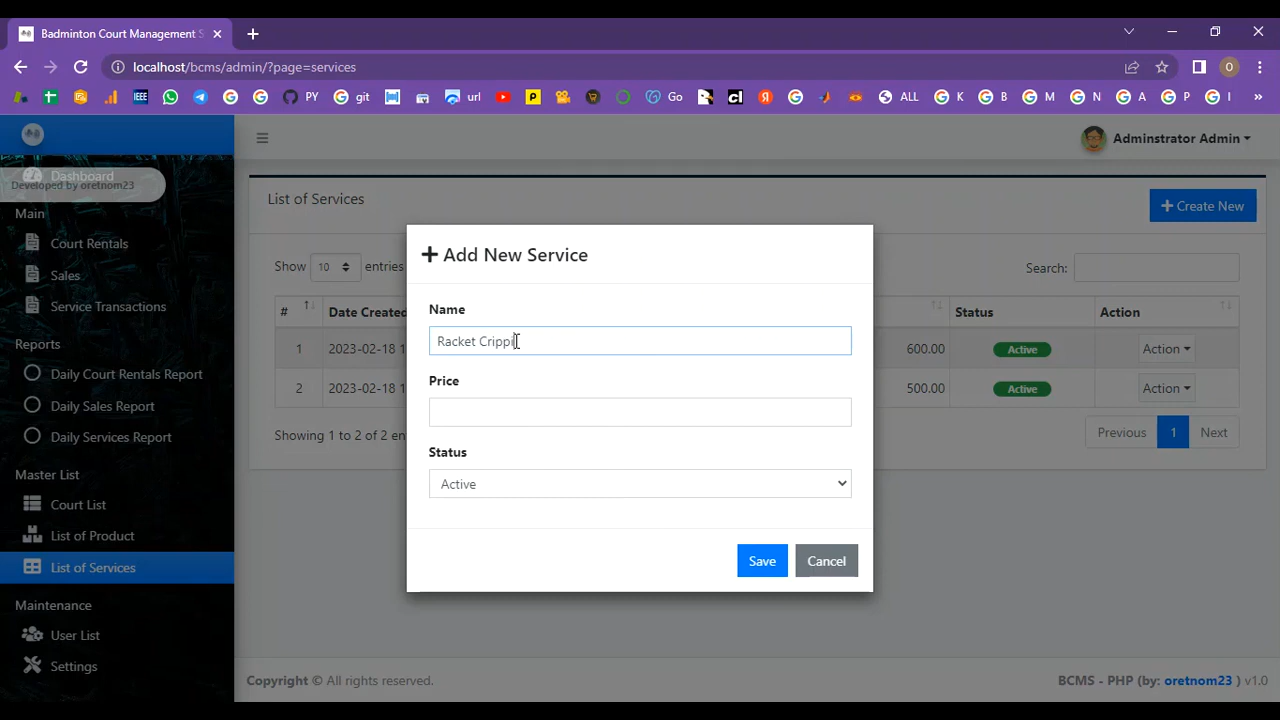 Badminton Court Management S
localhost/bcms/admin/?page=services
IEEE
PY
git
url
Go
ALL
K
B
M
N
A
P
I
»
O
Dashboard
Developed by oretnom23
Main
Court Rentals
Sales
Service Transactions
Reports
Daily Court Rentals Report
Daily Sales Report
Daily Services Report
Master List
Court List
List of Product
List of Services
Maintenance
User List
Settings
Adminstrator Admin
List of Services
Create New
Show 10 entries
Search:
# Date Created Status Action
1 2023-02-18 1 600.00 Active Action
2 2023-02-18 1 500.00 Active Action
Showing 1 to 2 of 2 en
Previous 1 Next
Add New Service
Name
Racket Crippi
Price
Status
Active
Save Cancel
Copyright © All rights reserved.
BCMS - PHP (by: oretnom23 ) v1.0